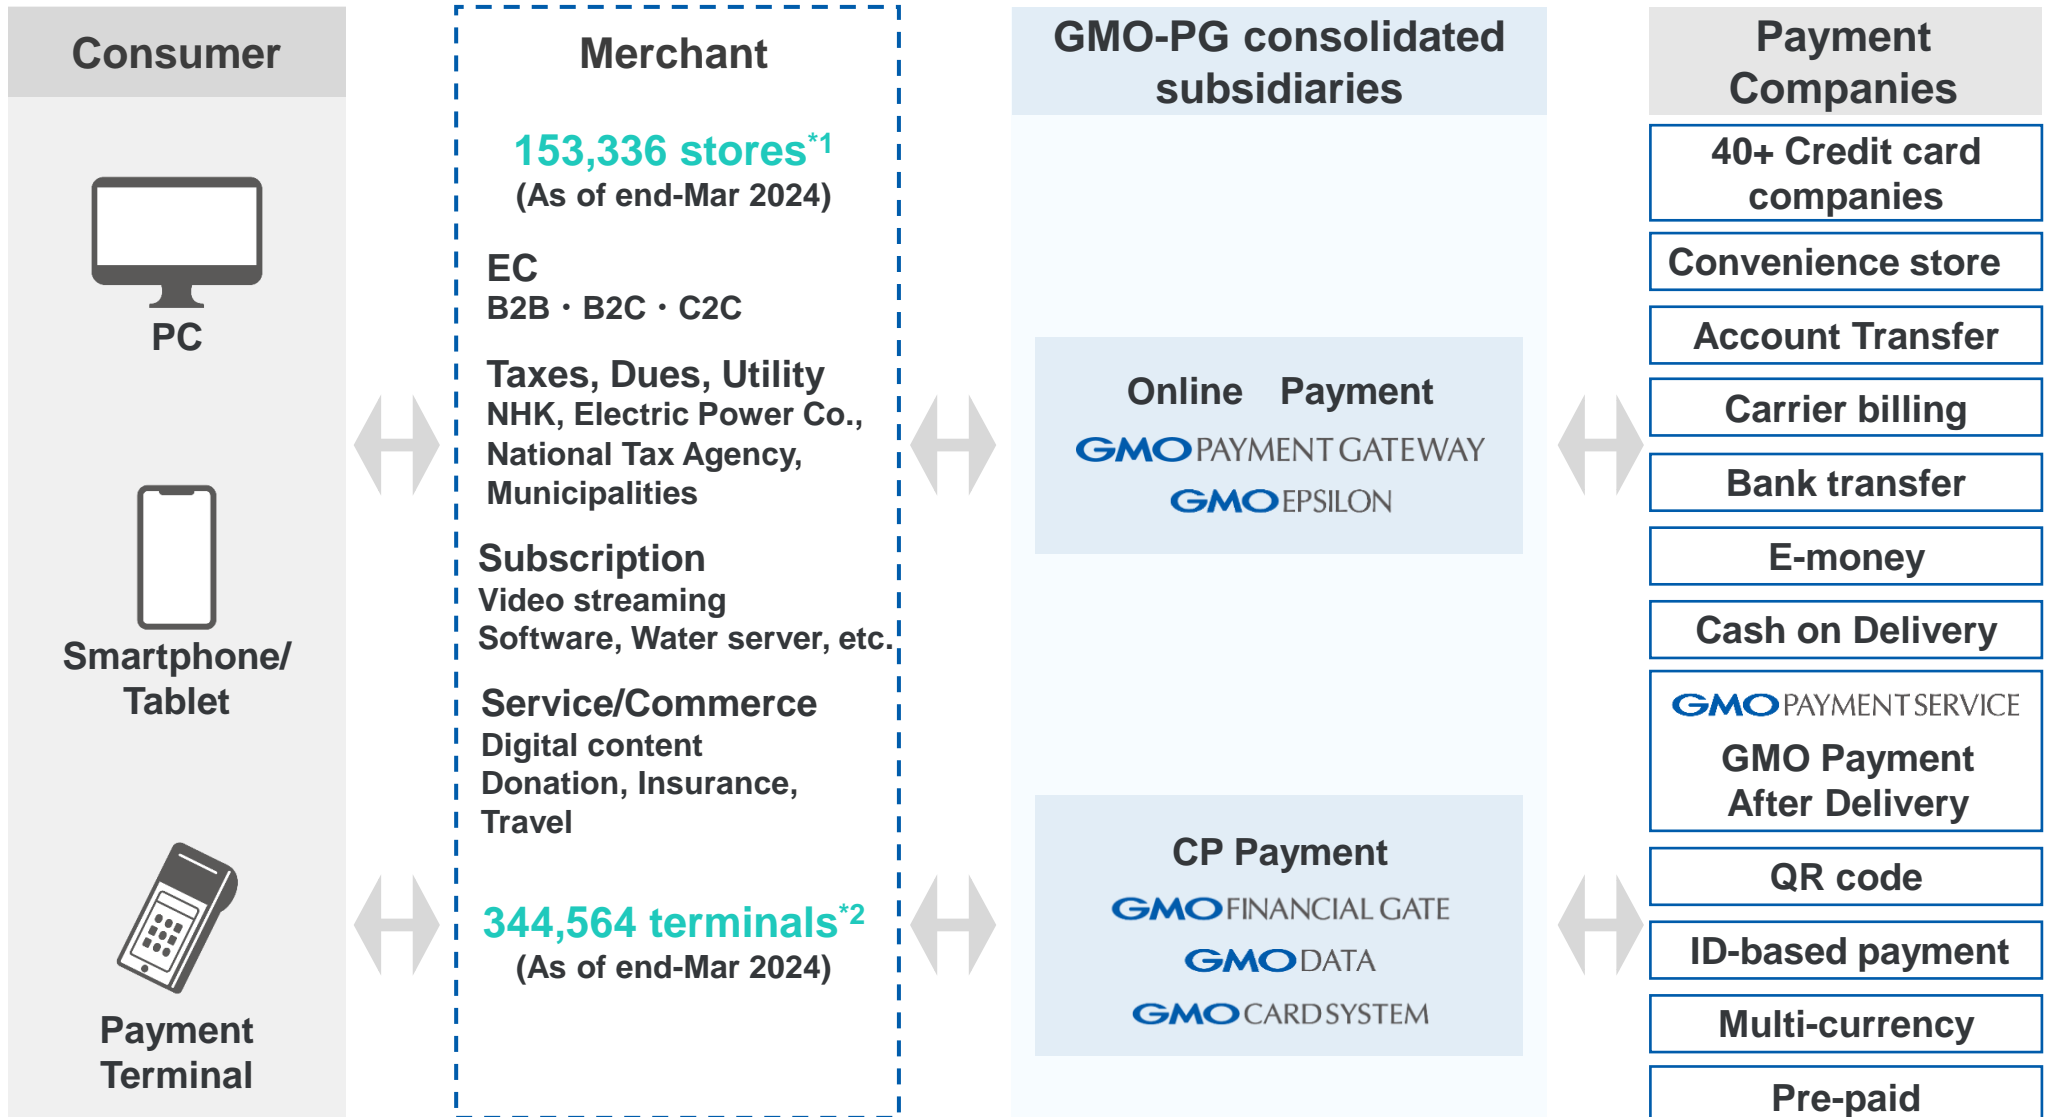 Consumer
PC
Smartphone/
Tablet
Payment
Terminal
Merchant
153,336 stores*1
(As of end-Mar 2024)
EC
B2B・B2C・C2C
Taxes, Dues, Utility
NHK, Electric Power Co.,
National Tax Agency,
Municipalities
Subscription
Video streaming
Software, Water server, etc.
Service/Commerce
Digital content
Donation, Insurance,
Travel
344,564 terminals*2
(As of end-Mar 2024)
GMO-PG consolidated
subsidiaries
Online Payment
GMO PAYMENT GATEWAY
GMO EPSILON
CP Payment
GMO FINANCIAL GATE
GMO DATA
GMO CARD SYSTEM
Payment
Companies
40+ Credit card
companies
Convenience store
Account Transfer
Carrier billing
Bank transfer
E-money
Cash on Delivery
GMO PAYMENT SERVICE
GMO Payment
After Delivery
QR code
ID-based payment
Multi-currency
Pre-paid